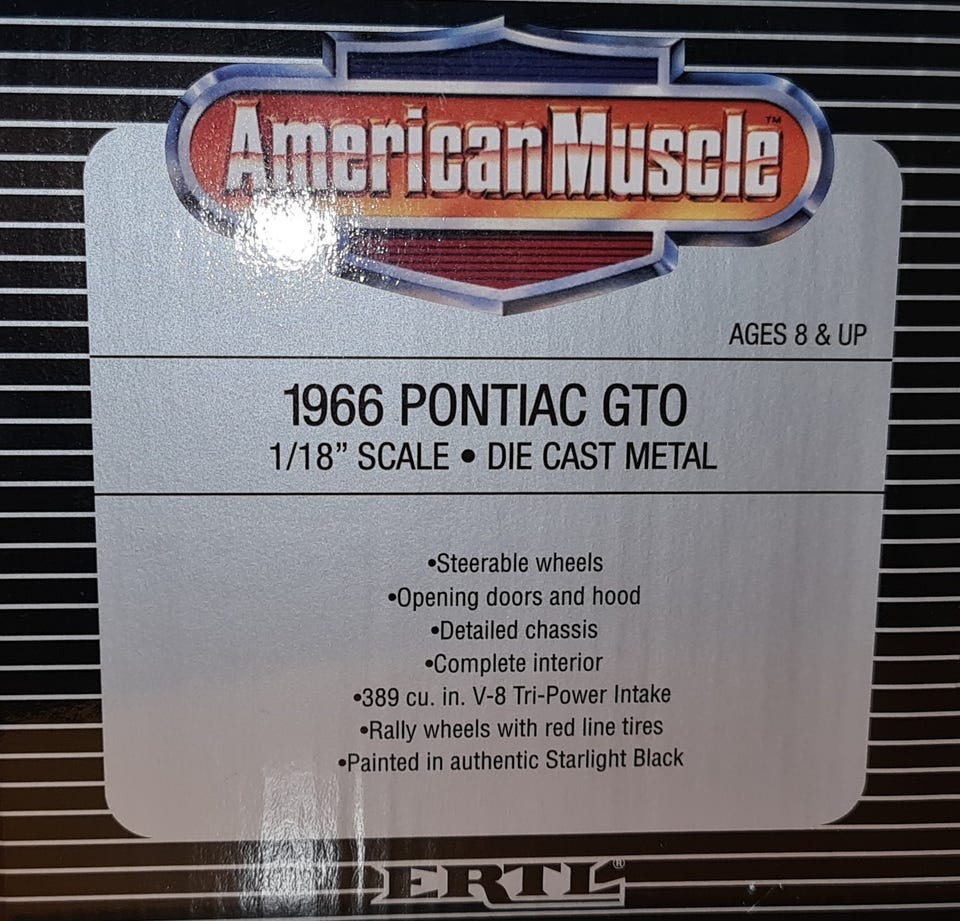 AmericanMuscle™
AGES 8 & UP
1966 PONTIAC GTO
1/18” SCALE • DIE CAST METAL
•Steerable wheels
•Opening doors and hood
•Detailed chassis
•Complete interior
•389 cu. in. V-8 Tri-Power Intake
•Rally wheels with red line tires
•Painted in authentic Starlight Black
ERTL®